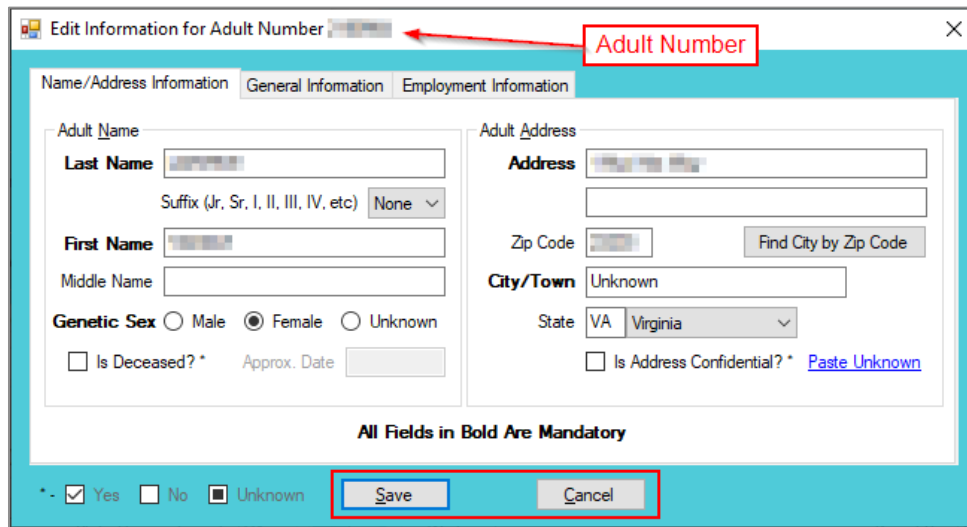 Edit Information for Adult Number
Adult Number
Name/Address Information General Information Employment Information
Adult Name
Last Name
Suffix (Jr, Sr, I, II, III, IV, etc) None
First Name
Middle Name
Genetic Sex Male Female Unknown
Is Deceased? * Approx. Date
Adult Address
Address
Zip Code Find City by Zip Code
City/Town Unknown
State VA Virginia
Is Address Confidential? * Paste Unknown
All Fields in Bold Are Mandatory
* - Yes No Unknown Save Cancel